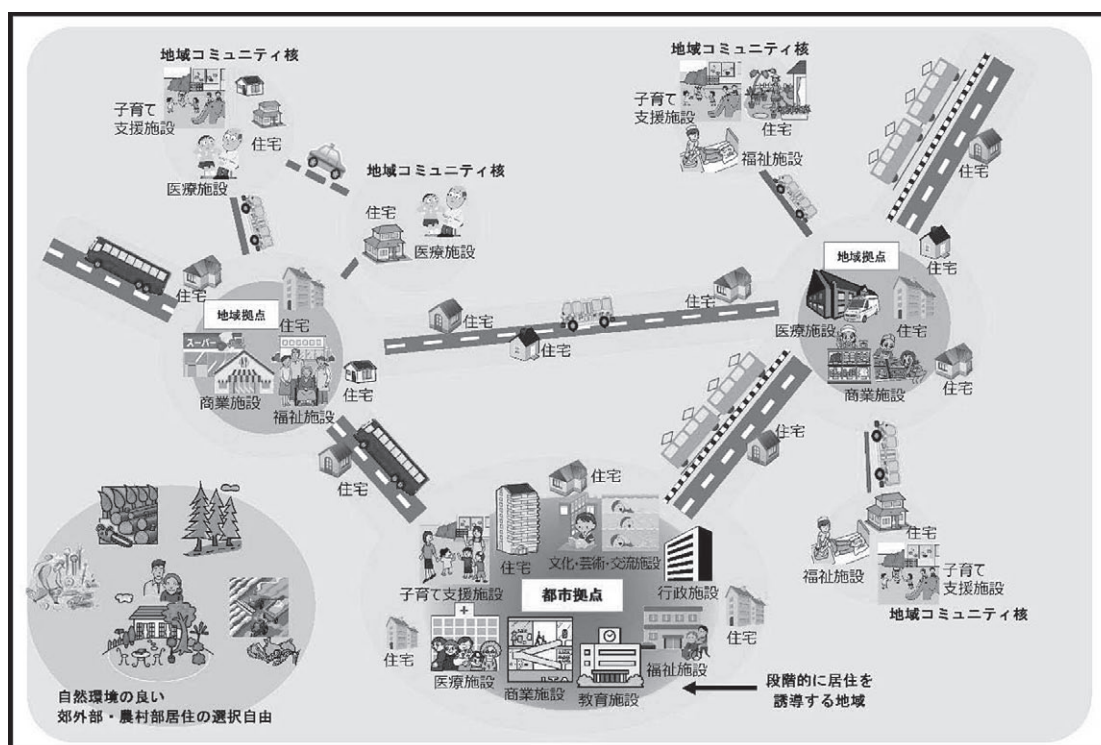 地域コミュニティ核
子育て
支援施設
住宅
医療施設
地域コミュニティ核
住宅
医療施設
地域コミュニティ核
子育て
支援施設
住宅
福祉施設
住宅
住宅
地域拠点
住宅
スーパー
商業施設
福祉施設
住宅
住宅
住宅
住宅
住宅
地域拠点
医療施設
住宅
商業施設
住宅
住宅
住宅
住宅
福祉施設
住宅
子育て
支援施設
地域コミュニティ核
住宅
住宅
文化・芸術・交流施設
子育て支援施設
都市拠点
行政施設
住宅
医療施設
商業施設
教育施設
福祉施設
住宅
段階的に居住を
誘導する地域
自然環境の良い
郊外部・農村部居住の選択自由